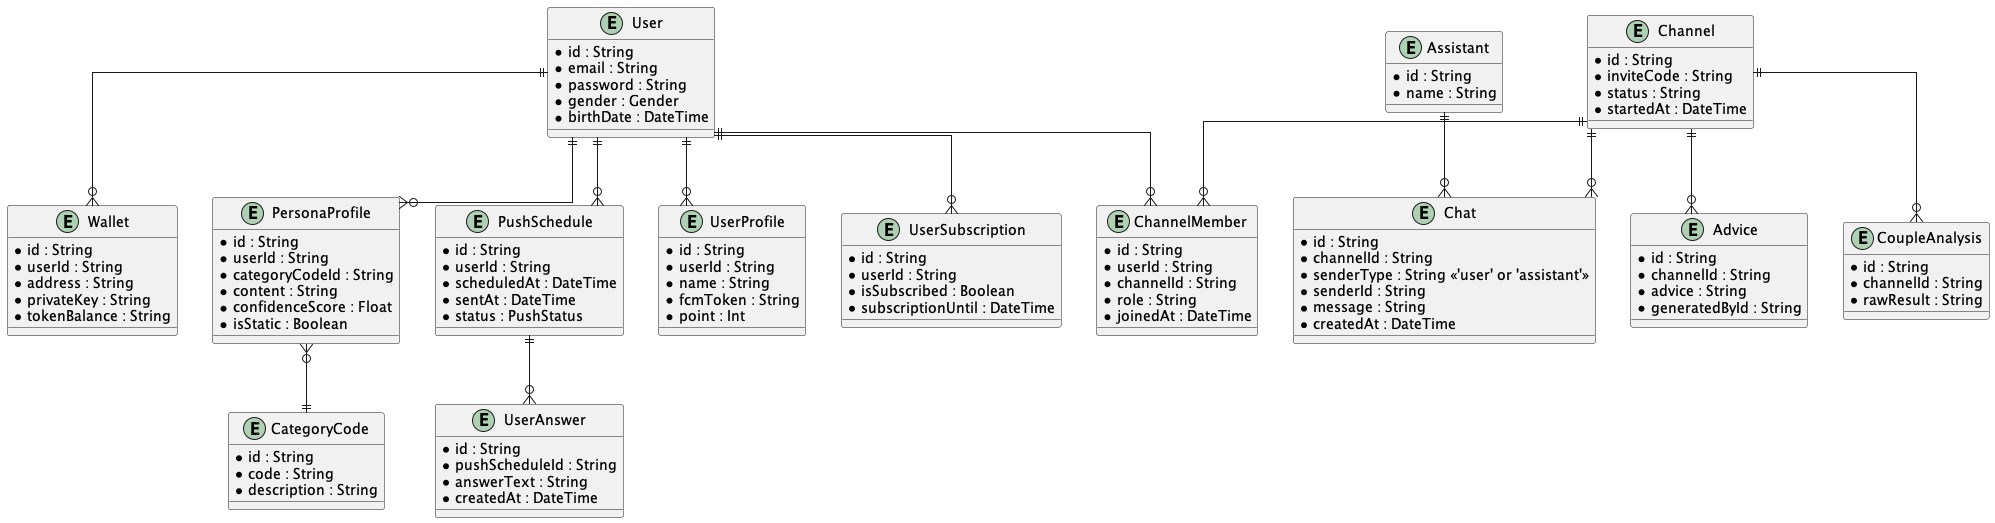 E User
id : String
email : String
password : String
gender : Gender
birthDate : DateTime
E Assistant
id : String
name : String
E Channel
id : String
inviteCode : String
status : String
startedAt : DateTime
E Wallet
id : String
userId : String
address : String
privateKey : String
tokenBalance : String
E PersonaProfile
id : String
userId : String
categoryCodeId : String
content : String
confidenceScore : Float
isStatic : Boolean
E PushSchedule
id : String
userId : String
scheduledAt : DateTime
sentAt : DateTime
status : PushStatus
E UserProfile
id : String
userId : String
name : String
fcmToken : String
point : Int
E UserSubscription
id : String
userId : String
isSubscribed : Boolean
subscriptionUntil : DateTime
E ChannelMember
id : String
userId : String
channelId : String
role : String
joinedAt : DateTime
E Chat
id : String
channelId : String
senderType : String «'user' or 'assistant'»
senderId : String
message : String
createdAt : DateTime
E Advice
id : String
channelId : String
advice : String
generatedById : String
E CoupleAnalysis
id : String
channelId : String
rawResult : String
E CategoryCode
id : String
code : String
description : String
E UserAnswer
id : String
pushScheduleId : String
answerText : String
createdAt : DateTime